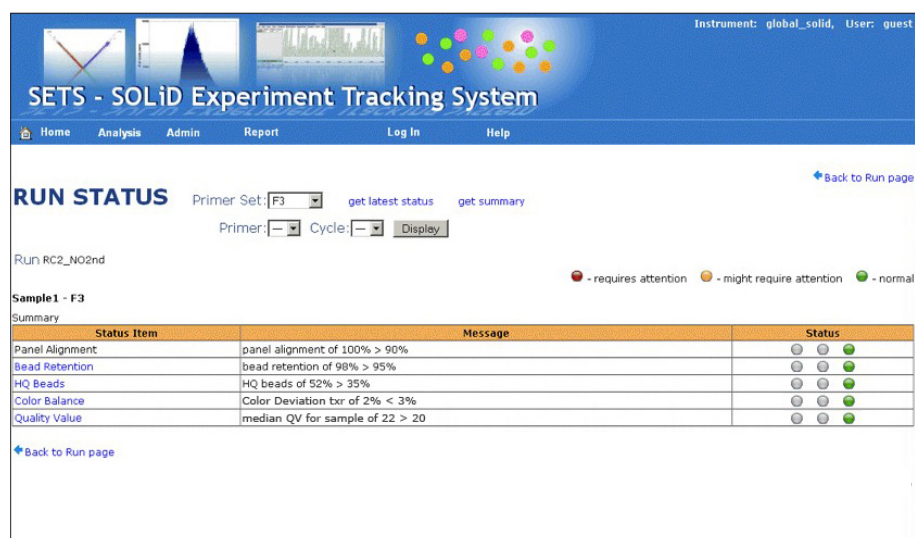 Instrument: global_solid, User: guest
SETS - SOLiD Experiment Tracking System
Home Analysis Admin Report Log In Help
Back to Run page
RUN STATUS Primer Set: F3 get latest status get summary
Primer: — Cycle: — Display
Run RC2_NO2nd
- requires attention - might require attention - normal
Sample1 - F3
Summary
Status Item Message Status
Panel Alignment panel alignment of 100% > 90%
Bead Retention bead retention of 98% > 95%
HQ Beads HQ beads of 52% > 35%
Color Balance Color Deviation txr of 2% < 3%
Quality Value median QV for sample of 22 > 20
Back to Run page